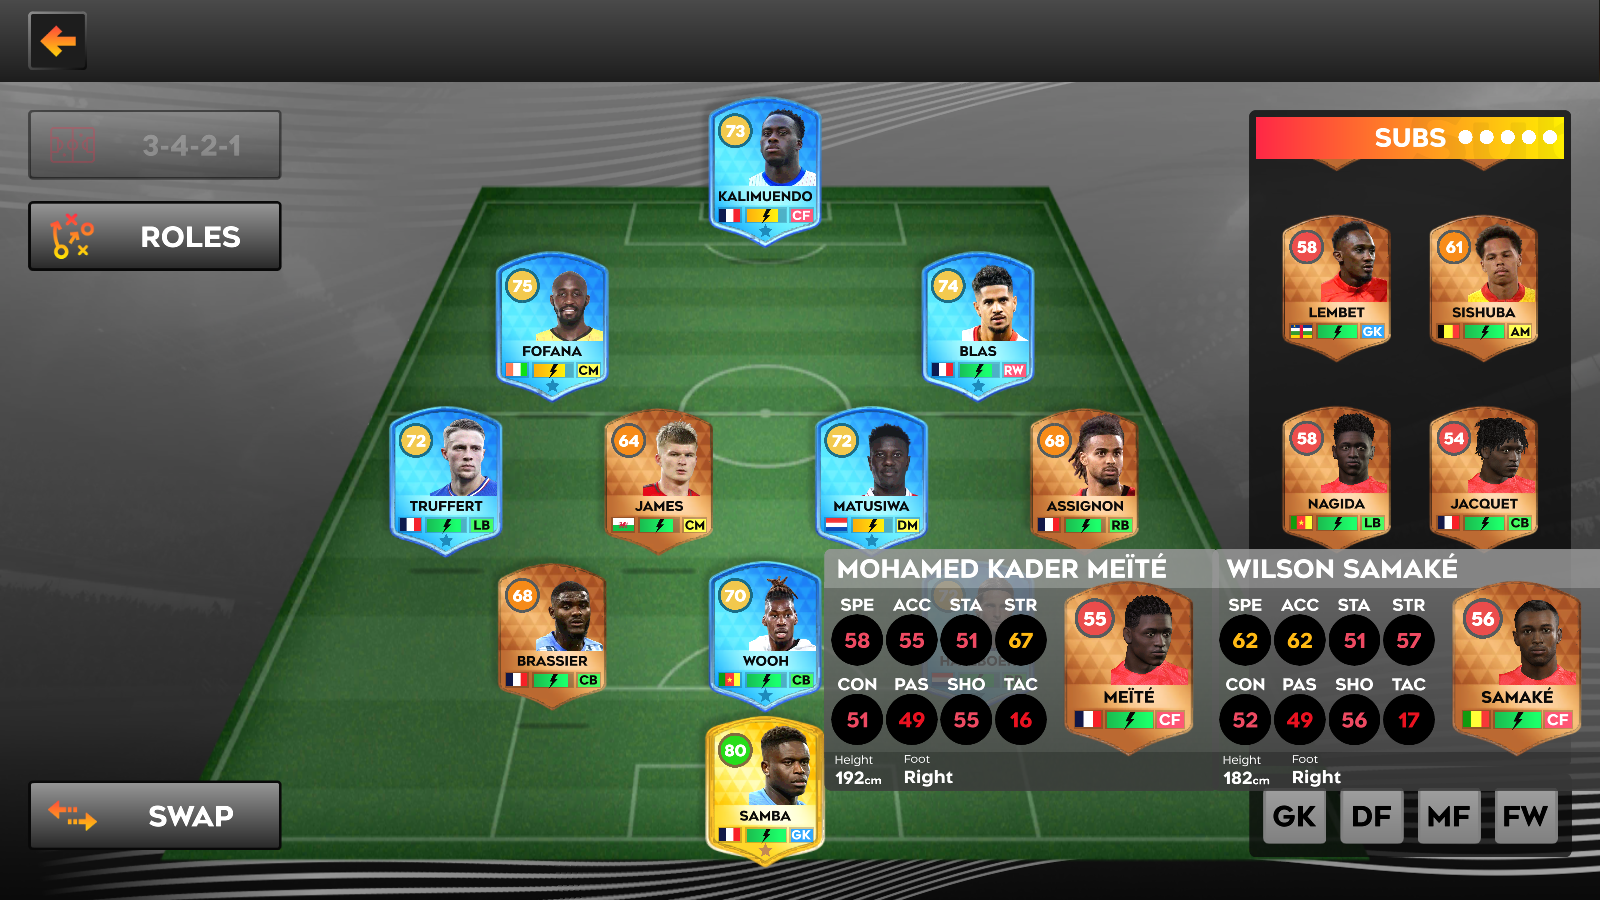 3-4-2-1
ROLES
SWAP
73
KALIMUENDO
CF
75
FOFANA
CM
74
BLAS
RW
72
TRUFFERT
LB
64
JAMES
CM
72
MATUSIWA
DM
68
ASSIGNON
RB
68
BRASSIER
CB
70
WOOH
CB
80
SAMBA
GK
SUBS
58
LEMBET
GK
61
SISHUBA
AM
58
NAGIDA
LB
54
JACQUET
CB
MOHAMED KADER MEÏTÉ
SPE ACC STA STR
58 55 51 67
CON PAS SHO TAC
51 49 55 16
Height Foot
192cm Right
55
MEÏTÉ
CF
WILSON SAMAKÉ
SPE ACC STA STR
62 62 51 57
CON PAS SHO TAC
52 49 56 17
Height Foot
182cm Right
56
SAMAKÉ
CF
GK DF MF FW